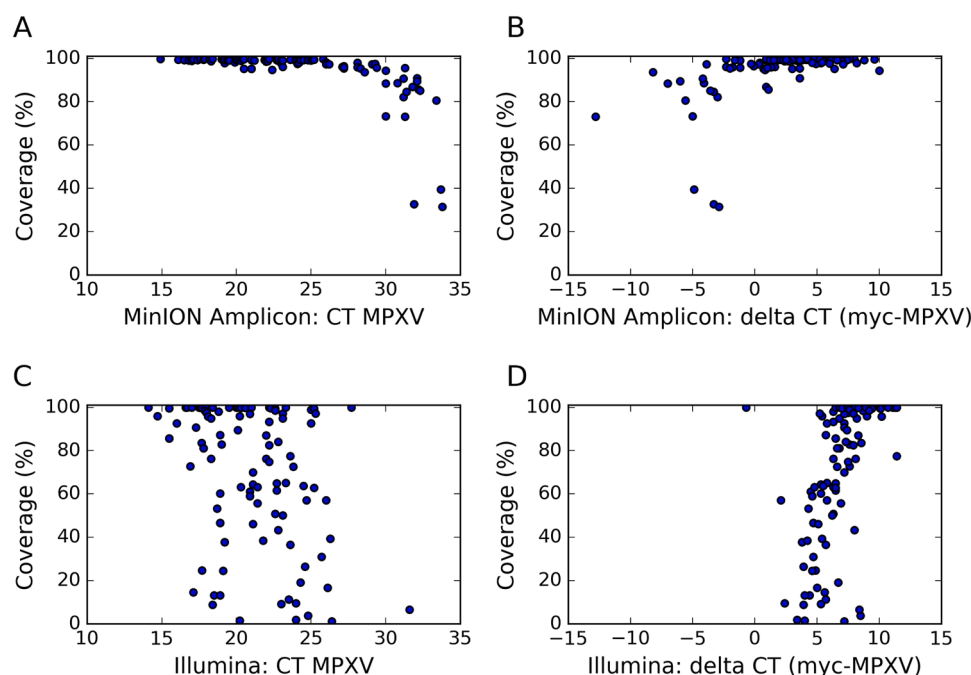 A
100
80
60
40
20
0
Coverage (%)
10 15 20 25 30 35
MinION Amplicon: CT MPXV
B
100
80
60
40
20
0
Coverage (%)
−15 −10 −5 0 5 10 15
MinION Amplicon: delta CT (myc-MPXV)
C
100
80
60
40
20
0
Coverage (%)
10 15 20 25 30 35
Illumina: CT MPXV
D
100
80
60
40
20
0
Coverage (%)
−15 −10 −5 0 5 10 15
Illumina: delta CT (myc-MPXV)